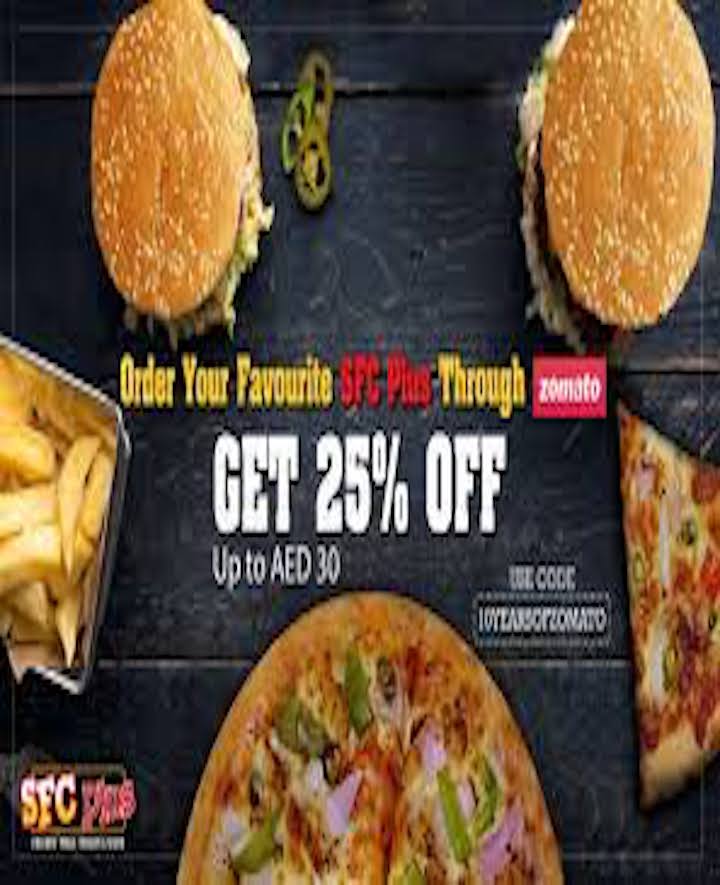 Order Your Favourite SFC Plus Through zomato
GET 25% OFF
Up to AED 30
USE CODE
10YEARSOFZOMATO
SFC Plus